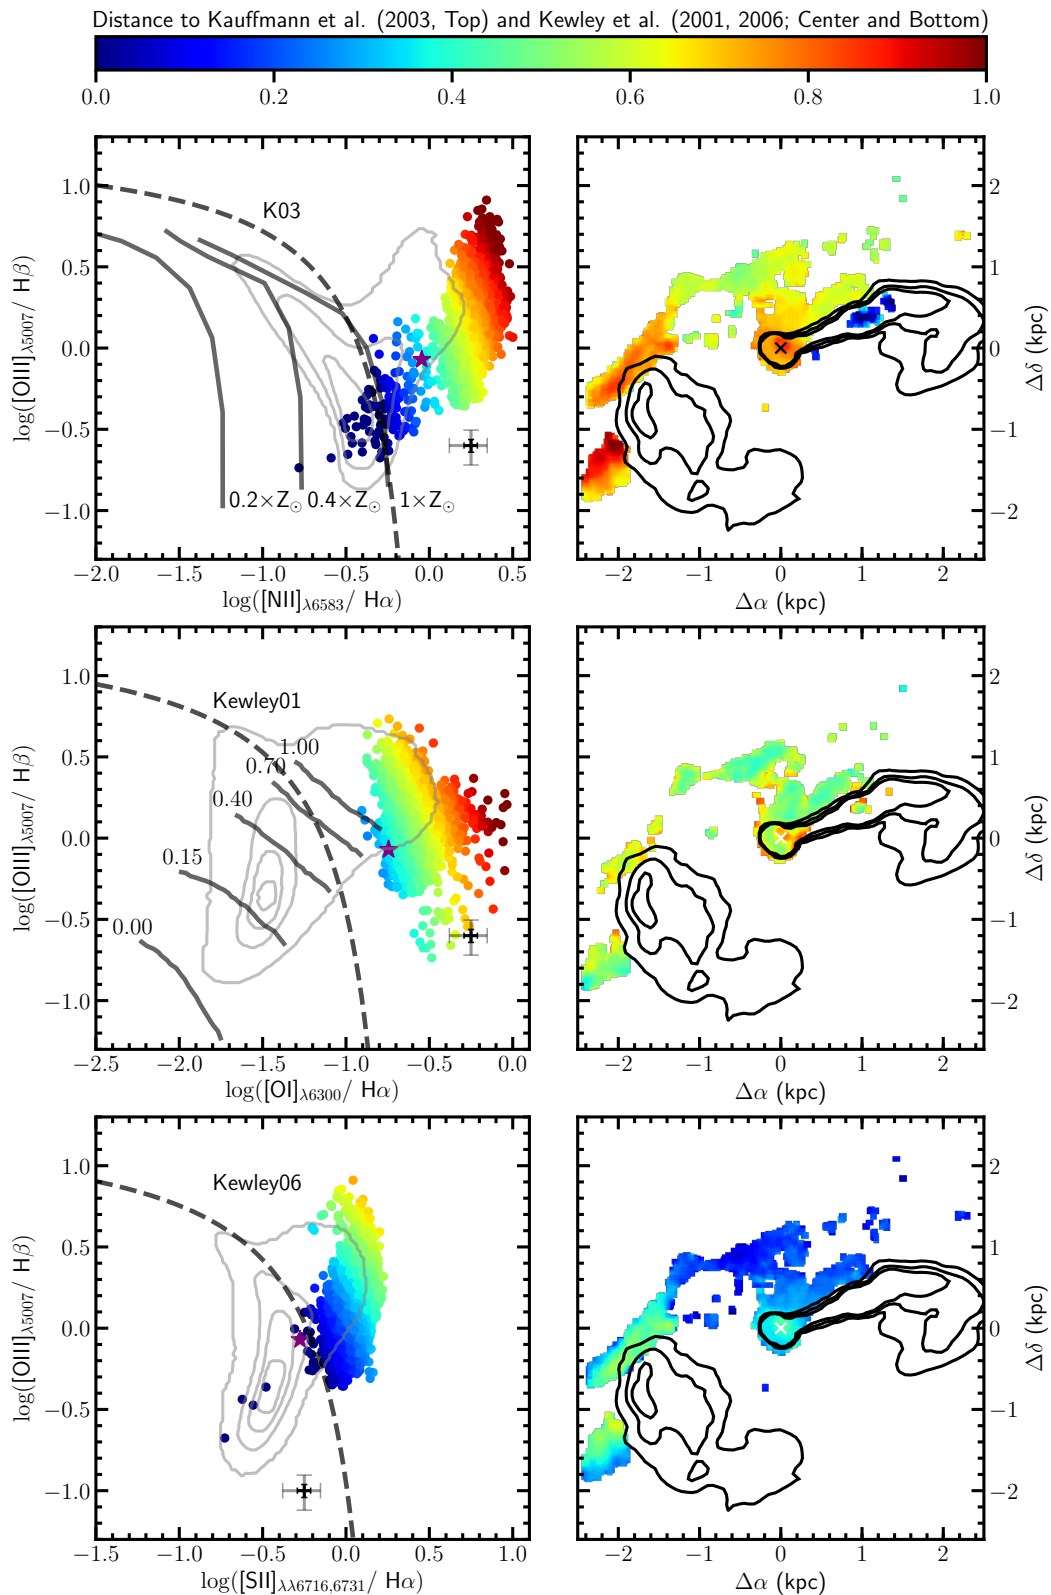 Distance to Kauffmann et al. (2003, Top) and Kewley et al. (2001, 2006; Center and Bottom)
0.0 0.2 0.4 0.6 0.8 1.0
K03
1.0
0.5
0.0
−0.5
−1.0
log([OIII]λ5007/ Hβ)
0.2×Z⊙ 0.4×Z⊙ 1×Z⊙
−2.0 −1.5 −1.0 −0.5 0.0 0.5
log([NII]λ6583/ Hα)
2
1
0
−1
−2
Δδ (kpc)
−2 −1 0 1 2
Δα (kpc)
Kewley01
1.0
0.5
0.0
−0.5
−1.0
log([OIII]λ5007/ Hβ)
1.00
0.70
0.40
0.15
0.00
−2.5 −2.0 −1.5 −1.0 −0.5 0.0
log([OI]λ6300/ Hα)
2
1
0
−1
−2
Δδ (kpc)
−2 −1 0 1 2
Δα (kpc)
Kewley06
1.0
0.5
0.0
−0.5
−1.0
log([OIII]λ5007/ Hβ)
−1.5 −1.0 −0.5 0.0 0.5 1.0
log([SII]λλ6716,6731/ Hα)
2
1
0
−1
−2
Δδ (kpc)
−2 −1 0 1 2
Δα (kpc)